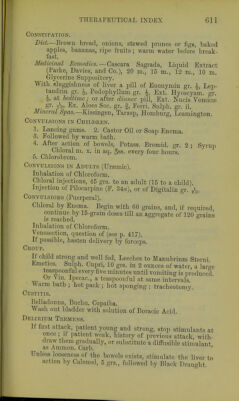 THERAPEUTICAL INDEX 611
Constipation.
Diet.—Brown bread, onions, stewed prunes or figs, baked
apples, bananas, ripe fruits; warm water before break-
fast.
Medicinal Remedies.—Cascara Sagrada, Liquid Extract
(Parke, Davies, and Co.), 20 m., 15 m., 12 m., 10 m.
Glycerine Suppository.
With sluggishness of liver a pill of Euonymin gr. ½, Lep-
tandrin gr. ½, Podophyllum gr. ½, Ext. Hyoscyam. gr.
½, at bedtime; or after dinner pill, Ext. Nucis Vomicæ
gr. Ex. Aloes Soc. gr. ½, Ferri. Sulph. gr. ii.
Mineral Spas.—Kissingen, Tarasp, Homburg, Leamington.
Convulsions in Children.
1. Lancing gums. 2. Castor Oil or Soap Enema.
3. Followed by warm bath.
4. After action of bowels, Potass. Bromid. gr. 2; Syrup
Chloral m. x. in aq. every four hours.
5. Chloroform.
Convulsions in Adults (Uræmic).
Inhalation of Chloroform.
Chloral injections, 45 grs. to an adult (15 to a child).
Injection of Pilocarpine (F. 34c), or of Digitalin gr.
Convulsions (Puerperal).
Chloral by Enema. Begin with 60 grains, and, if required,
continue by 15-grain doses till an aggregate of 120 grains
is reached.
Inhalation of Chloroform.
Venesection, question of (see p. 417).
If possible, hasten delivery by forceps.
Croup.
If child strong and well fed, Leeches to Manubrium Sterni.
Emetics. Sulph. Cupri, 10 grs. in 2 ounces of water, a large
teaspoonful every five minutes until vomiting is produced.
Or Vin. Ipecac., a teaspoonful at same intervals.
Warm bath; hot pack; hot sponging; tracheotomy.
Cystitis.
Belladonna, Buchu, Copaiba.
Wash out bladder with solution of Boracic Acid.
Delirium Tremens.
If first attack, patient young and strong, stop stimulants at
once; if patient weak, history of previous attack, with-
draw them gradually, or substitute a diffusible stimulant,
as Ammon. Carb.
Unless looseness of the bowels exists, stimulate the liver to
action by Calomel, 5 grs., followed by Black Draught.